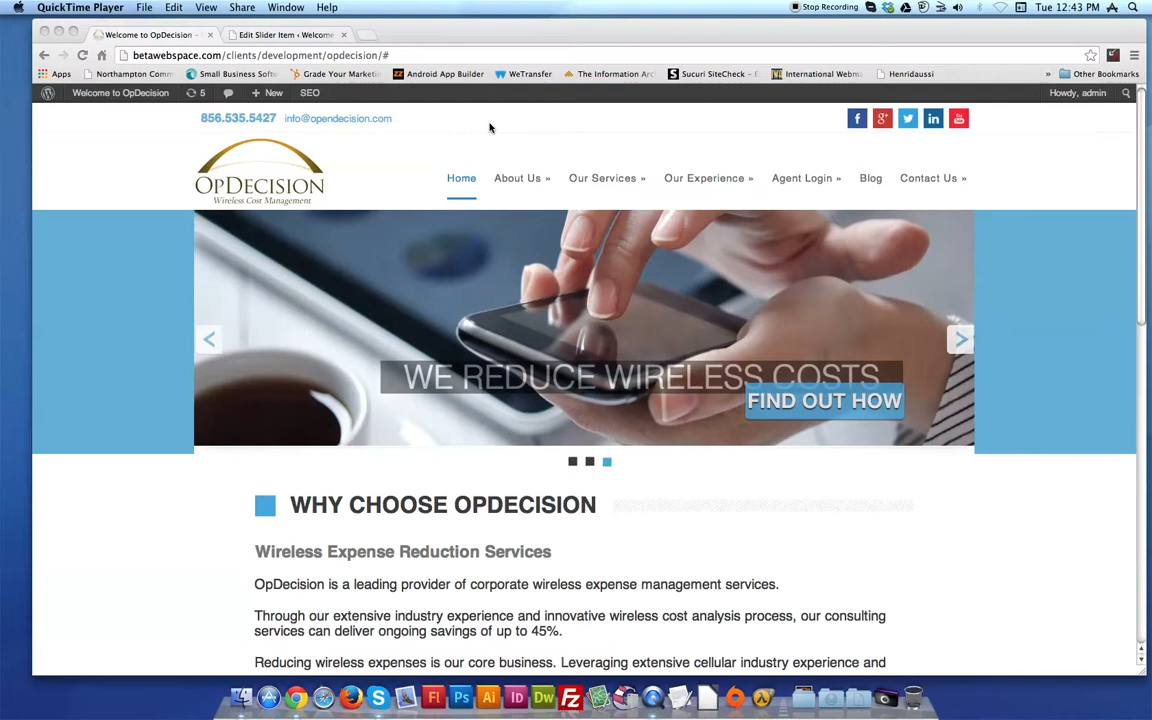 QuickTime Player File Edit View Share Window Help Stop Recording Tue 12:43 PM
Welcome to OpDecision - Edit Slider Item ‹ Welcome
betawebspace.com/clients/development/opdecision/#
Apps Northampton Comm Small Business Softw Grade Your Marketin Android App Builder WeTransfer The Information Arc Sucuri SiteCheck - F International Webm Henridaussi » Other Bookmarks
Welcome to OpDecision 5 + New SEO Howdy, admin
856.535.5427 info@opendecision.com
OPDECISION
Wireless Cost Management
Home About Us » Our Services » Our Experience » Agent Login » Blog Contact Us »
< >
WE REDUCE WIRELESS COSTS
FIND OUT HOW
WHY CHOOSE OPDECISION
Wireless Expense Reduction Services
OpDecision is a leading provider of corporate wireless expense management services.
Through our extensive industry experience and innovative wireless cost analysis process, our consulting
services can deliver ongoing savings of up to 45%.
Reducing wireless expenses is our core business. Leveraging extensive cellular industry experience and